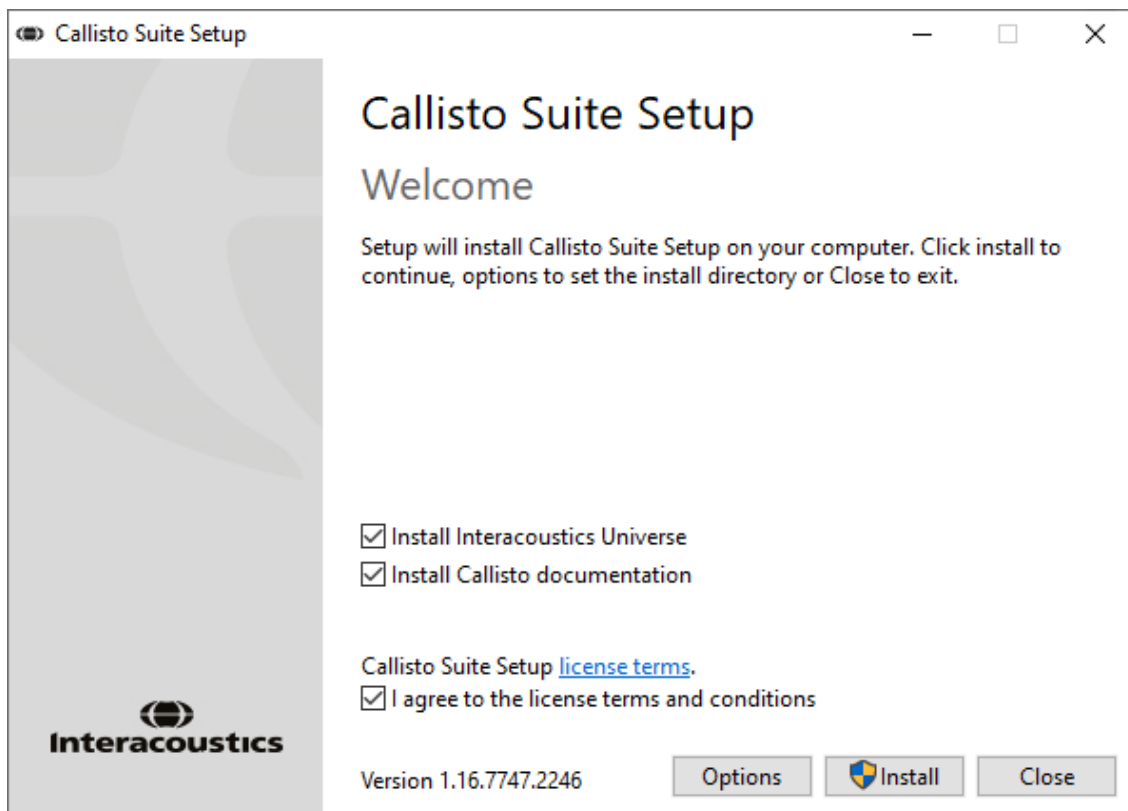 Callisto Suite Setup
Callisto Suite Setup
Welcome
Setup will install Callisto Suite Setup on your computer. Click install to
continue, options to set the install directory or Close to exit.
Install Interacoustics Universe
Install Callisto documentation
Callisto Suite Setup license terms.
I agree to the license terms and conditions
Interacoustics
Version 1.16.7747.2246
Options
Install
Close